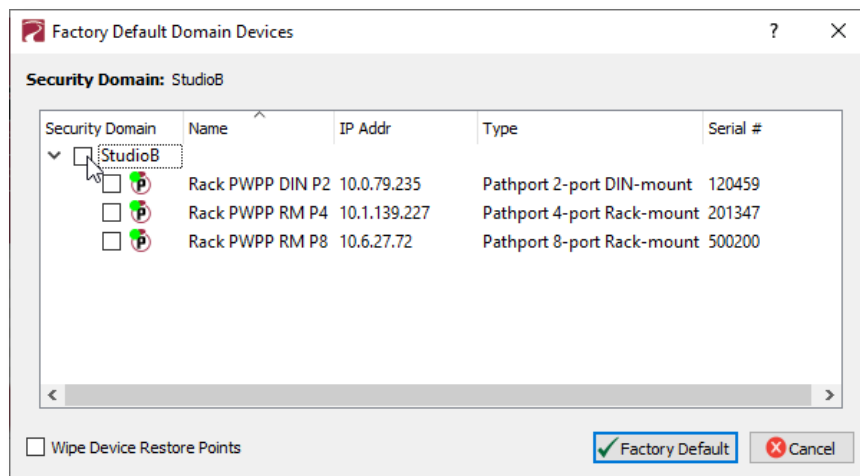 Factory Default Domain Devices ?
Security Domain: StudioB
Security Domain Name IP Addr Type Serial #
StudioB
P Rack PWPP DIN P2 10.0.79.235 Pathport 2-port DIN-mount 120459
P Rack PWPP RM P4 10.1.139.227 Pathport 4-port Rack-mount 201347
P Rack PWPP RM P8 10.6.27.72 Pathport 8-port Rack-mount 500200
Wipe Device Restore Points Factory Default Cancel